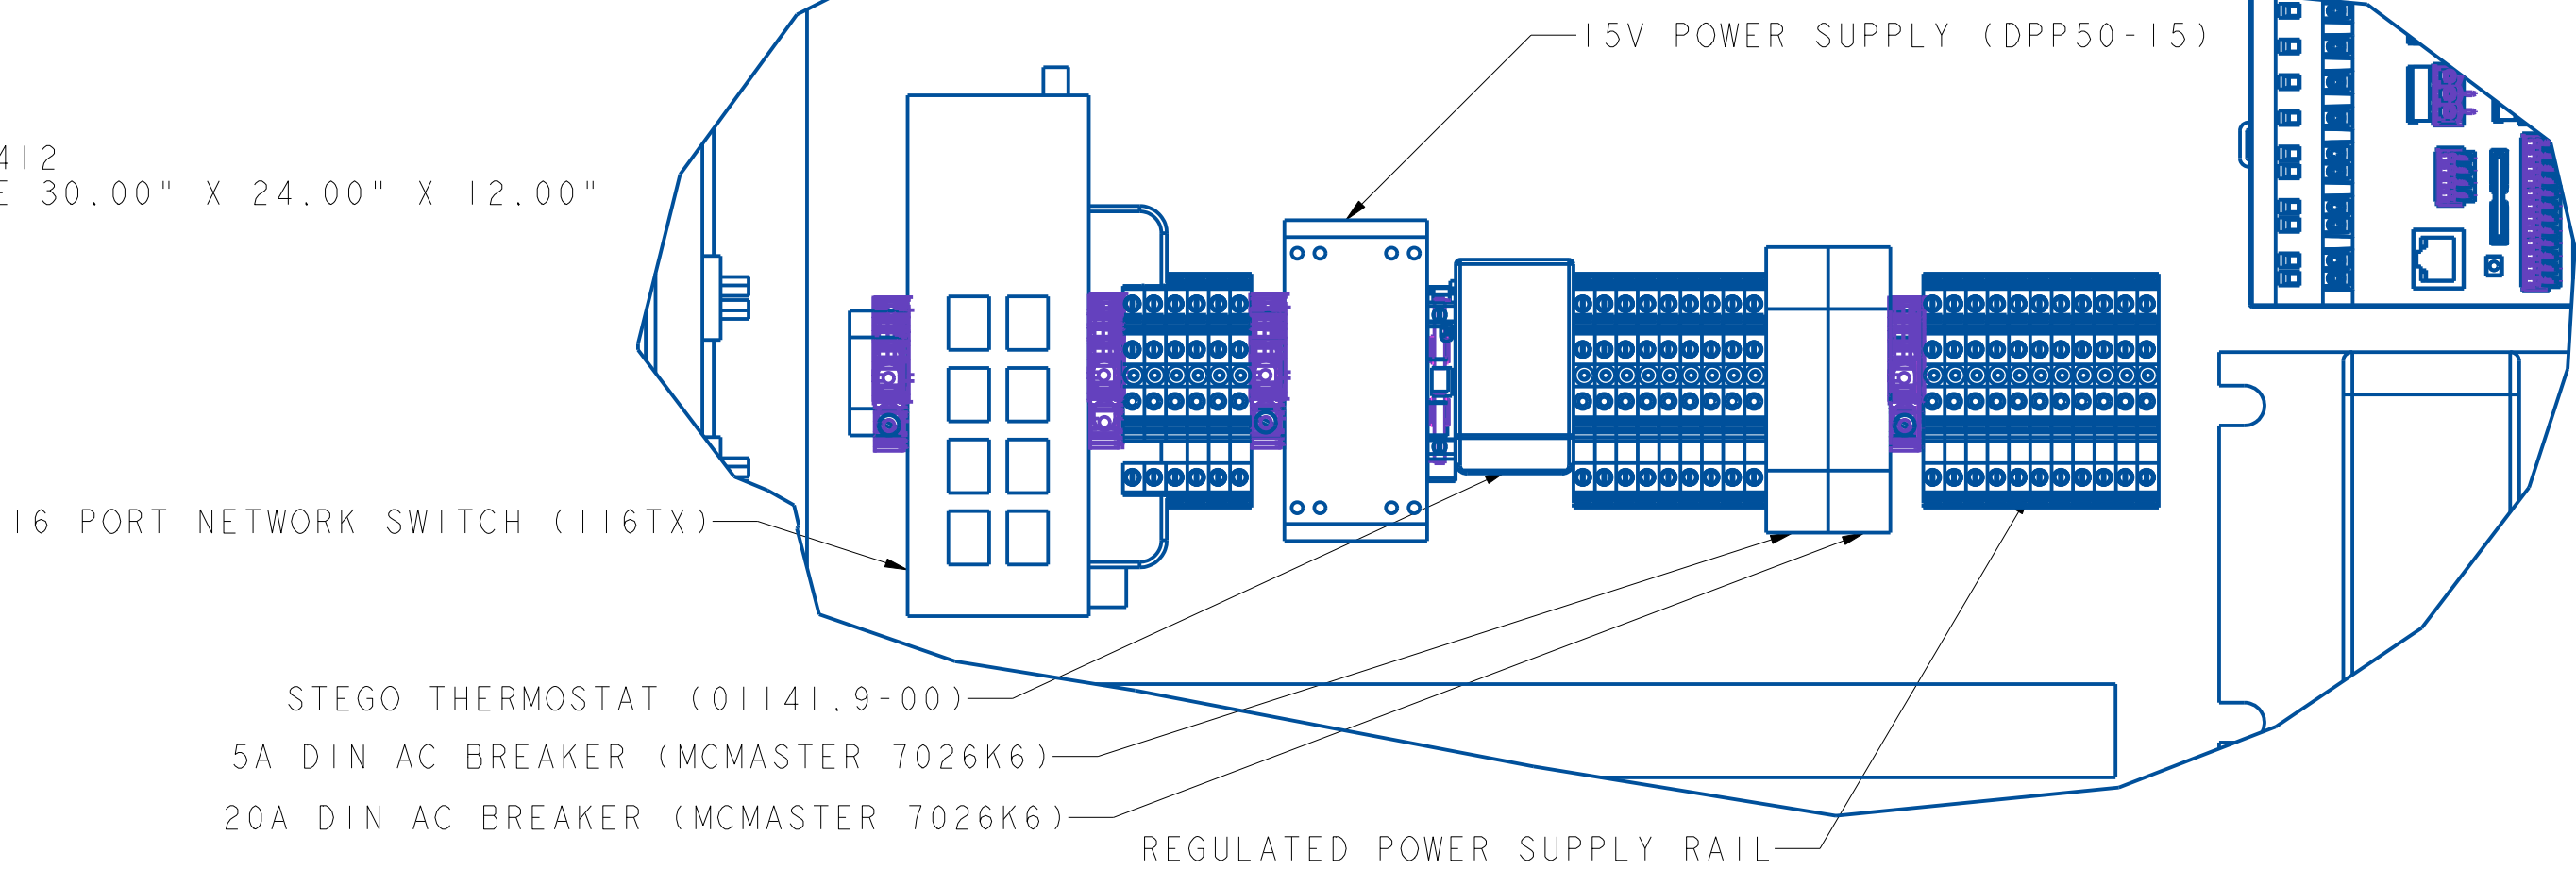 15V POWER SUPPLY (DPP50-15)
412
E 30.00" X 24.00" X 12.00"
16 PORT NETWORK SWITCH (116TX)
STEGO THERMOSTAT (01141.9-00)
5A DIN AC BREAKER (MCMASTER 7026K6)
20A DIN AC BREAKER (MCMASTER 7026K6)
REGULATED POWER SUPPLY RAIL